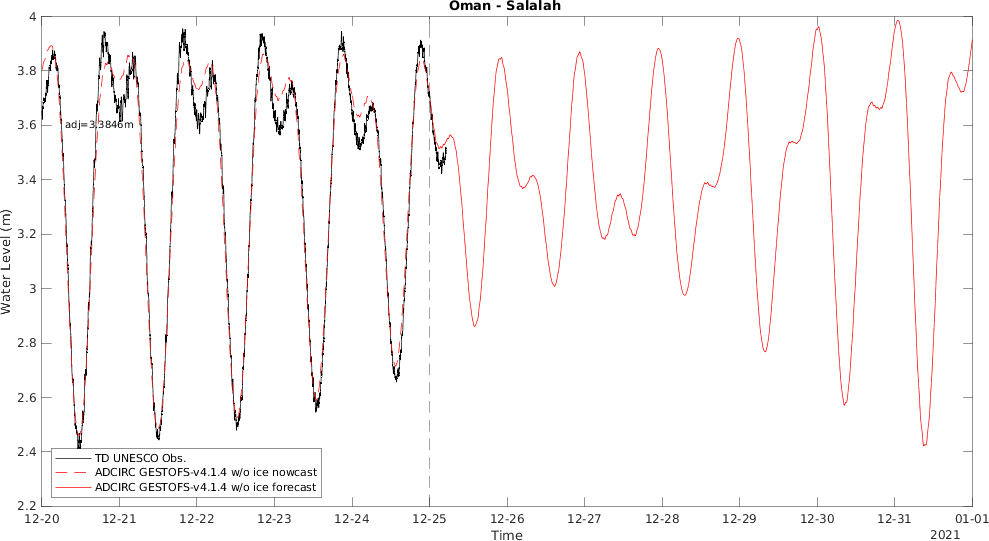 Oman - Salalah
4
3.8
3.6
3.4
3.2
3
2.8
2.6
2.4
2.2
Water Level (m)
adj=3.3846m
TD UNESCO Obs.
ADCIRC GESTOFS-v4.1.4 w/o ice nowcast
ADCIRC GESTOFS-v4.1.4 w/o ice forecast
12-20 12-21 12-22 12-23 12-24 12-25 12-26 12-27 12-28 12-29 12-30 12-31 01-01
Time
2021